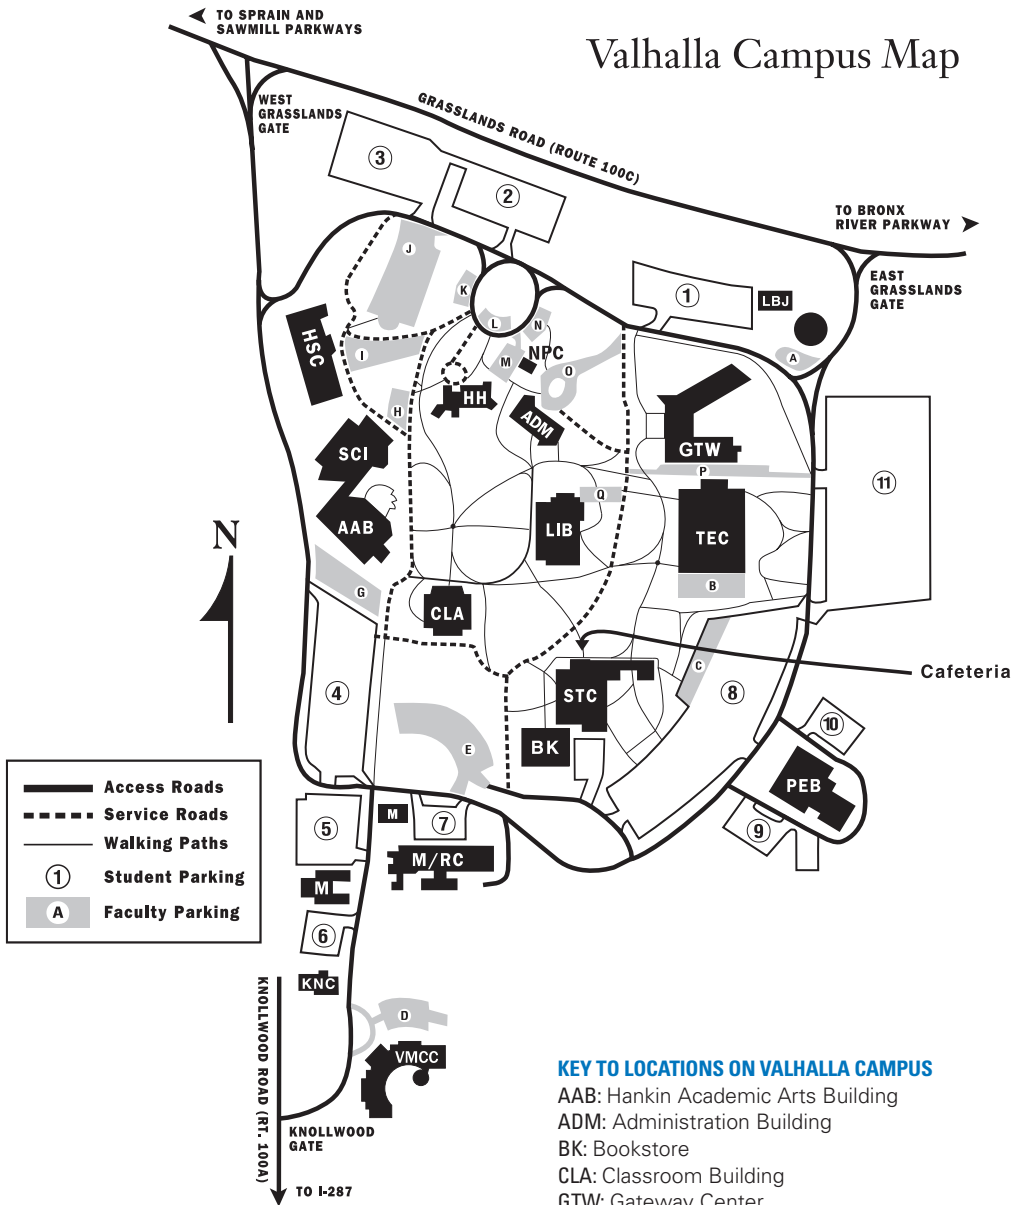 TO SPRAIN AND
SAWMILL PARKWAYS
Valhalla Campus Map
WEST
GRASSLANDS
GATE
GRASSLANDS ROAD (ROUTE 100C)
3
2
TO BRONX
RIVER PARKWAY
EAST
GRASSLANDS
GATE
J
K
L
N
1
LBJ
A
HSC
I
M
NPC
O
H
HH
ADM
SCI
GTW
P
11
Q
AAB
LIB
TEC
N
G
B
CLA
Cafeteria
C
4
STC
8
10
E
BK
PEB
Access Roads
Service Roads
Walking Paths
1 Student Parking
A Faculty Parking
5
M
7
9
M/RC
M
6
KNC
D
VMCC
KNOLLWOOD ROAD (RT. 100A)
KNOLLWOOD
GATE
TO I-287
KEY TO LOCATIONS ON VALHALLA CAMPUS
AAB: Hankin Academic Arts Building
ADM: Administration Building
BK: Bookstore
CLA: Classroom Building
GTW: Gateway Center